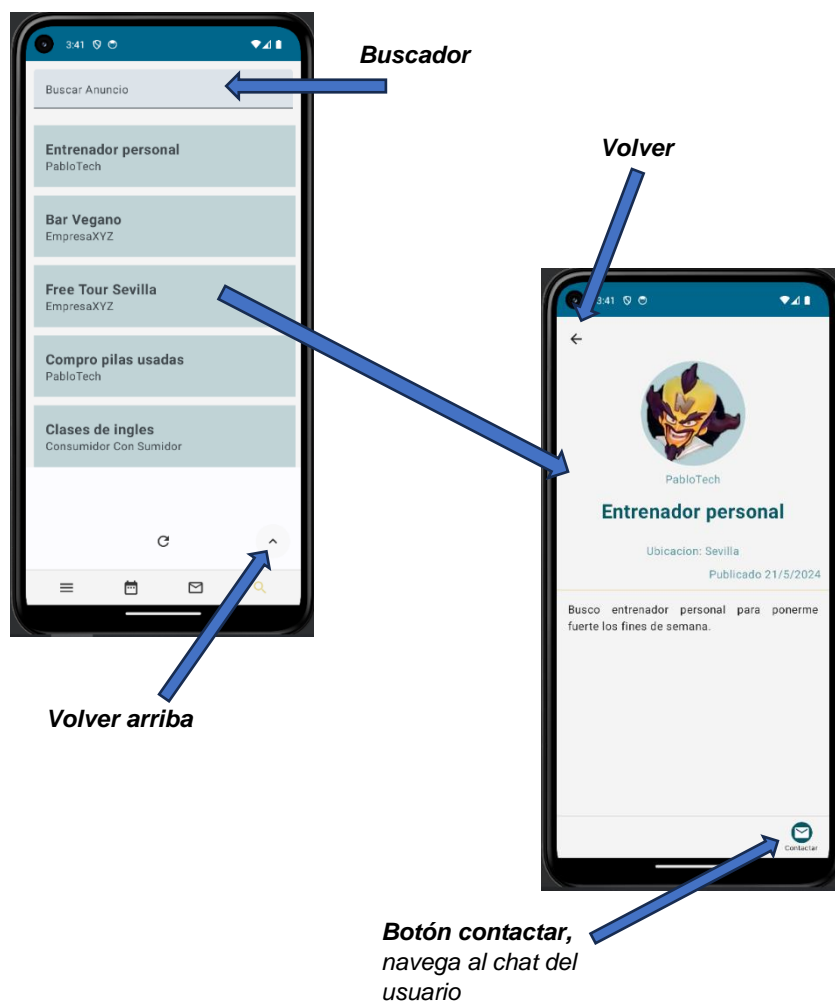 3:41
Buscador
Buscar Anuncio
Entrenador personal
PabloTech
Bar Vegano
EmpresaXYZ
Free Tour Sevilla
EmpresaXYZ
Compro pilas usadas
PabloTech
Clases de ingles
Consumidor Con Sumidor
Volver arriba
Volver
3:41
N
PabloTech
Entrenador personal
Ubicacion: Sevilla
Publicado 21/5/2024
Busco entrenador personal para ponerme
fuerte los fines de semana.
Contactar
Botón contactar,
navega al chat del
usuario